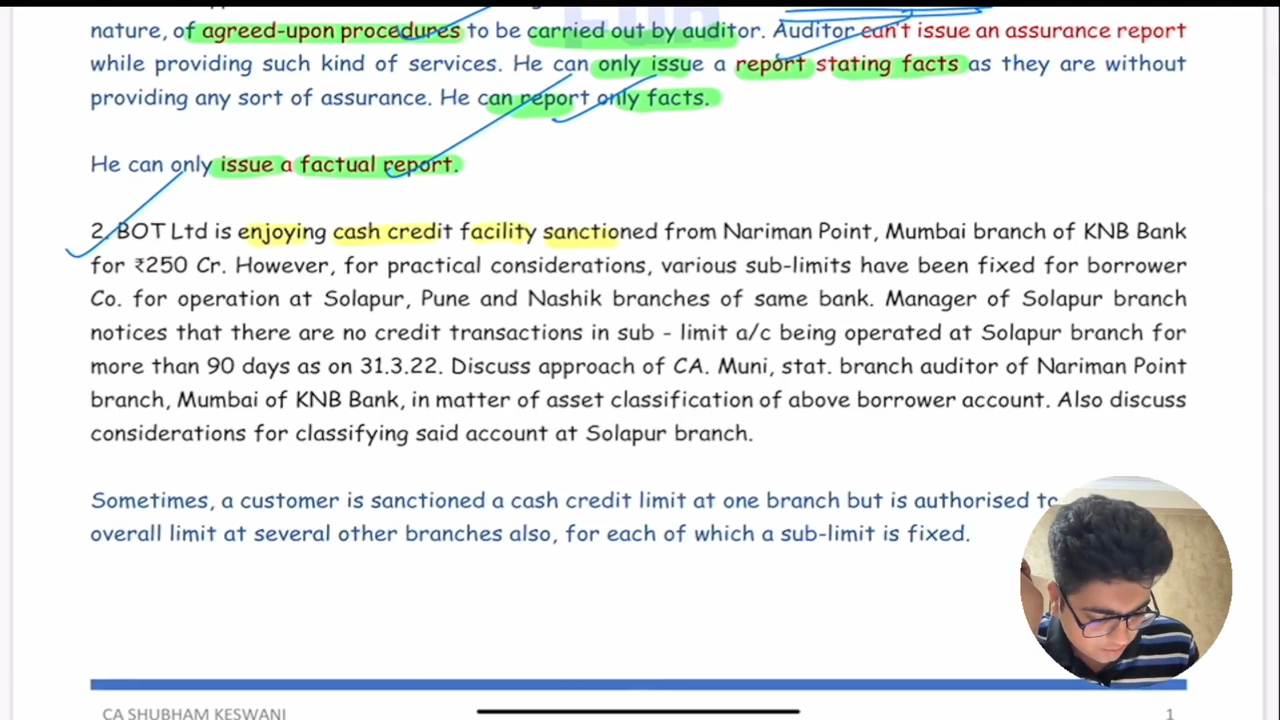 nature, of agreed-upon procedures to be carried out by auditor. Auditor can't issue an assurance report
while providing such kind of services. He can only issue a report stating facts as they are without
providing any sort of assurance. He can report only facts.
He can only issue a factual report.
2. BOT Ltd is enjoying cash credit facility sanctioned from Nariman Point, Mumbai branch of KNB Bank
for ₹250 Cr. However, for practical considerations, various sub-limits have been fixed for borrower
Co. for operation at Solapur, Pune and Nashik branches of same bank. Manager of Solapur branch
notices that there are no credit transactions in sub - limit a/c being operated at Solapur branch for
more than 90 days as on 31.3.22. Discuss approach of CA. Muni, stat. branch auditor of Nariman Point
branch, Mumbai of KNB Bank, in matter of asset classification of above borrower account. Also discuss
considerations for classifying said account at Solapur branch.
Sometimes, a customer is sanctioned a cash credit limit at one branch but is authorised to
overall limit at several other branches also, for each of which a sub-limit is fixed.
CA SHUBHAM KESWANI 1